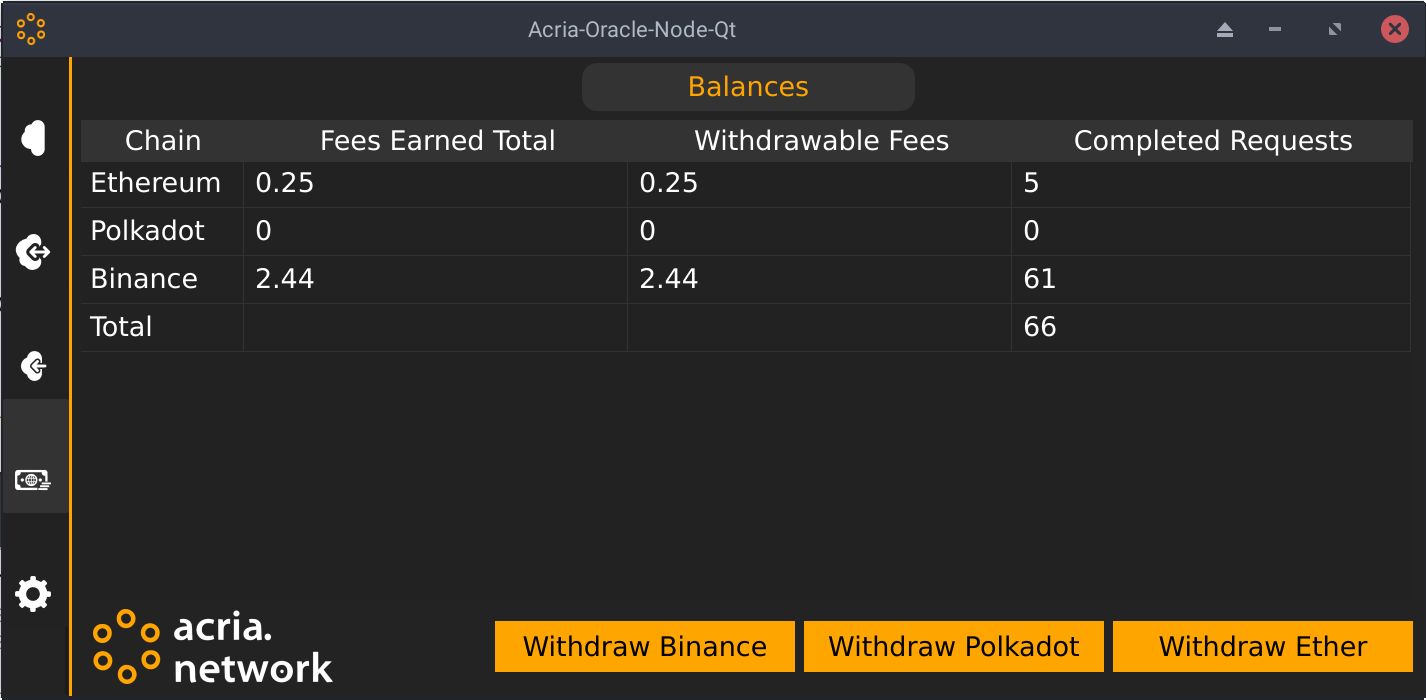 Acria-Oracle-Node-Qt
Balances
Chain Fees Earned Total Withdrawable Fees Completed Requests
Ethereum 0.25 0.25 5
Polkadot 0 0 0
Binance 2.44 2.44 61
Total 66
acria.
network
Withdraw Binance Withdraw Polkadot Withdraw Ether